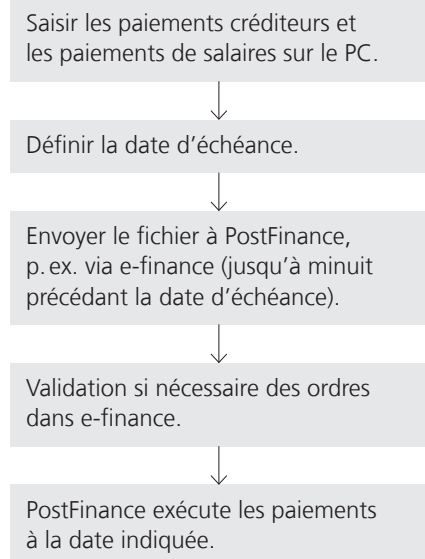 Saisir les paiements créditeurs et
les paiements de salaires sur le PC.
Définir la date d’échéance.
Envoyer le fichier à PostFinance,
p. ex. via e-finance (jusqu’à minuit
précédant la date d’échéance).
Validation si nécessaire des ordres
dans e-finance.
PostFinance exécute les paiements
à la date indiquée.